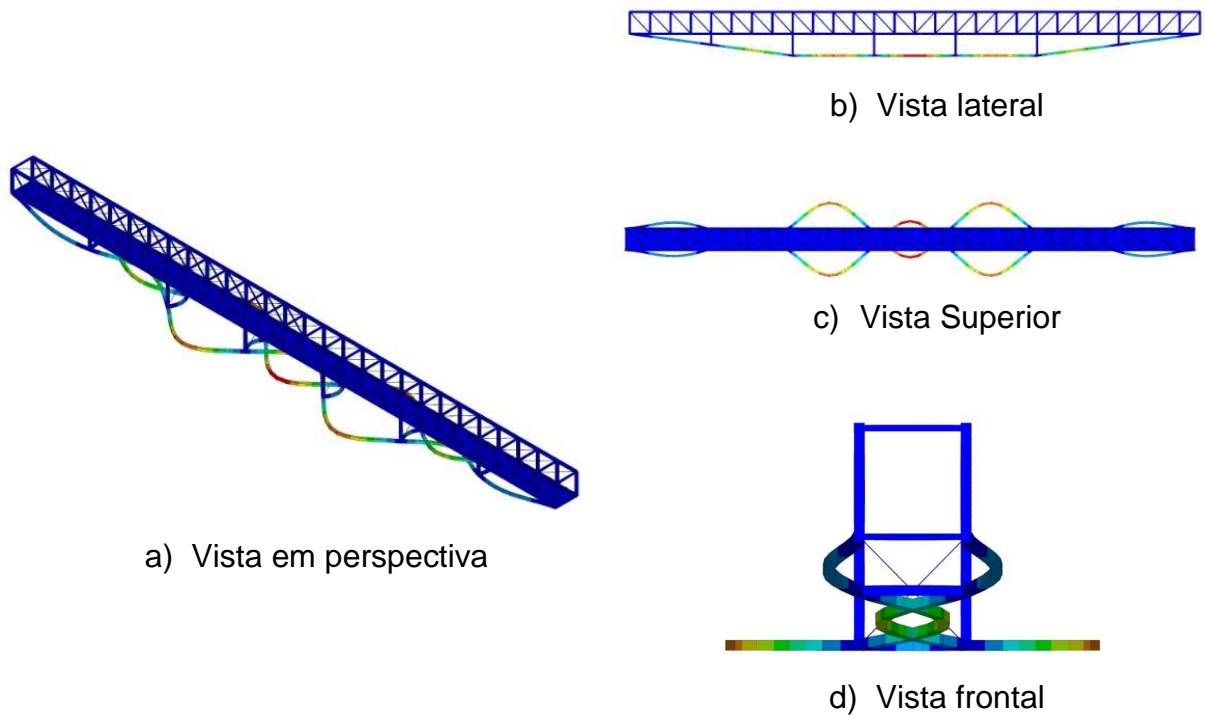 a) Vista em perspectiva
b) Vista lateral
c) Vista Superior
d) Vista frontal